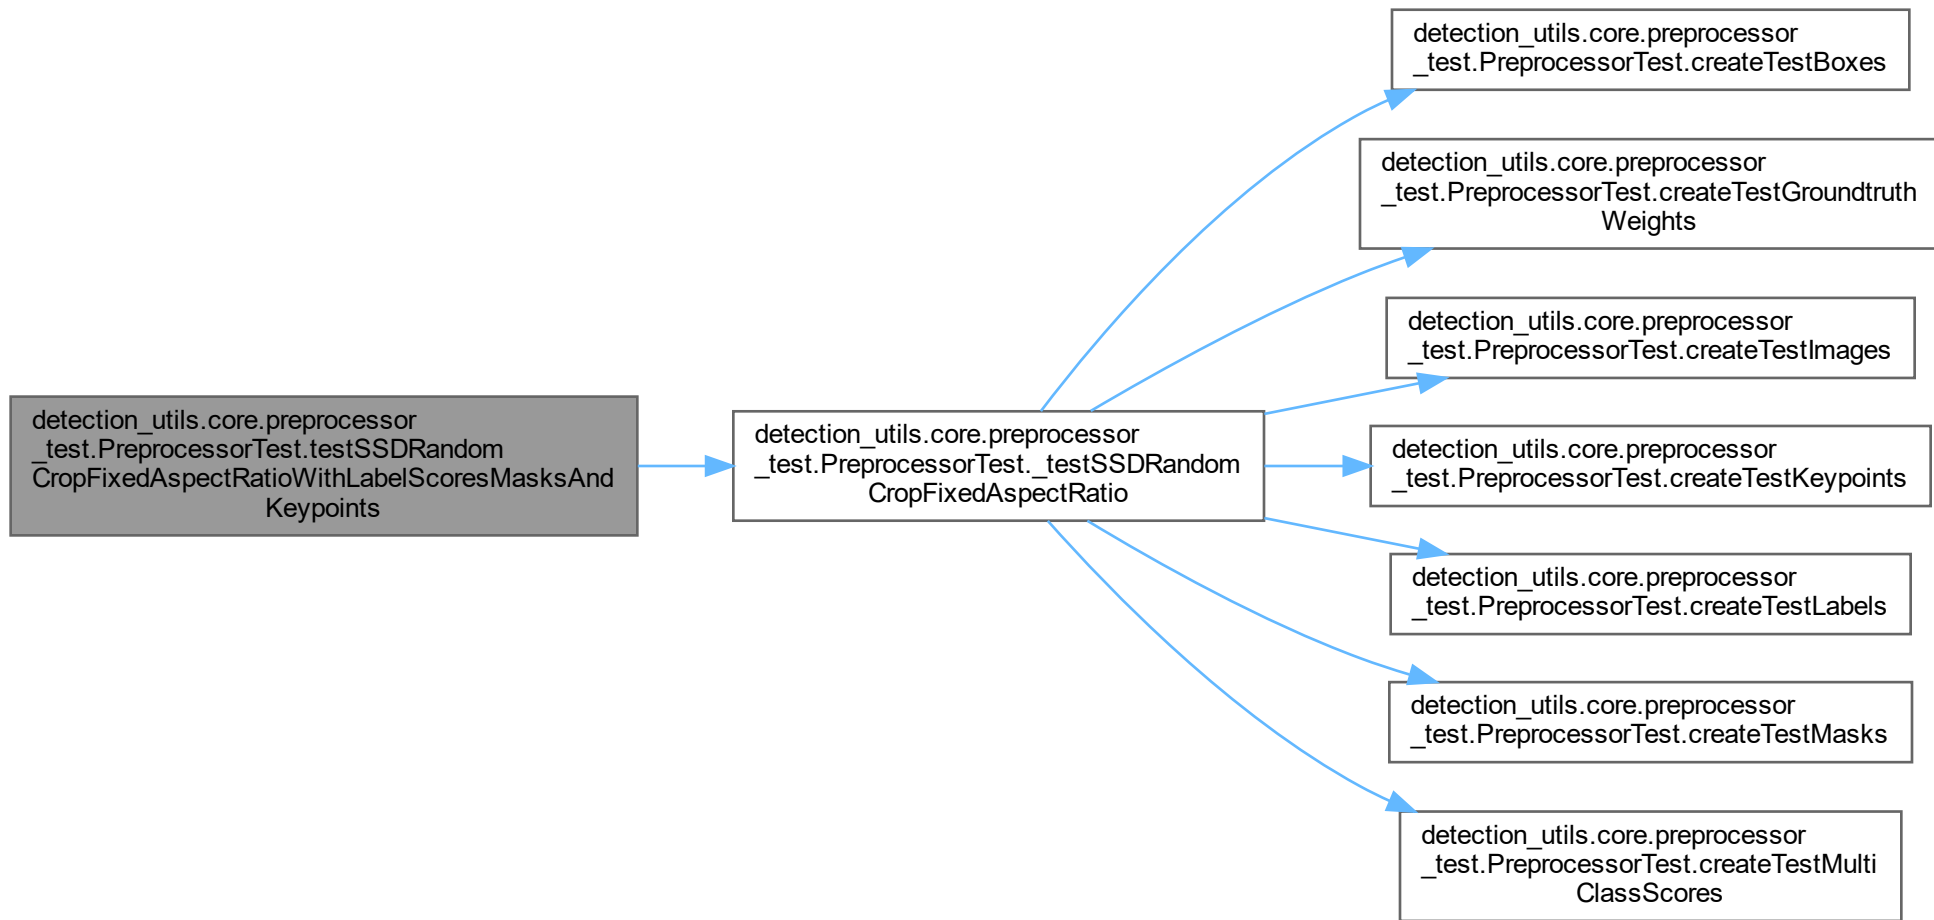 detection_utils.core.preprocessor
_test.PreprocessorTest.testSSDRandom
CropFixedAspectRatioWithLabelScoresMasksAnd
Keypoints
detection_utils.core.preprocessor
_test.PreprocessorTest._testSSDRandom
CropFixedAspectRatio
detection_utils.core.preprocessor
_test.PreprocessorTest.createTestBoxes
detection_utils.core.preprocessor
_test.PreprocessorTest.createTestGroundtruth
Weights
detection_utils.core.preprocessor
_test.PreprocessorTest.createTestImages
detection_utils.core.preprocessor
_test.PreprocessorTest.createTestKeypoints
detection_utils.core.preprocessor
_test.PreprocessorTest.createTestLabels
detection_utils.core.preprocessor
_test.PreprocessorTest.createTestMasks
detection_utils.core.preprocessor
_test.PreprocessorTest.createTestMulti
ClassScores